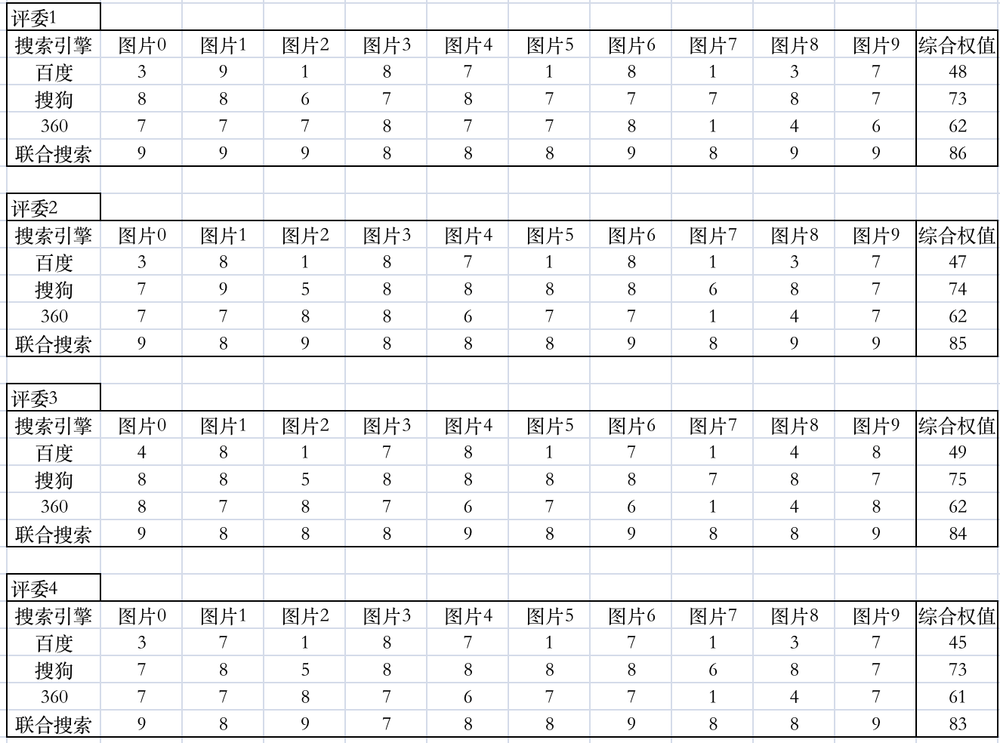 评委1
搜索引擎 图片0 图片1 图片2 图片3 图片4 图片5 图片6 图片7 图片8 图片9 综合权值
百度 3 9 1 8 7 1 8 1 3 7 48
搜狗 8 8 6 7 8 7 7 7 8 7 73
360 7 7 7 8 7 7 8 1 4 6 62
联合搜索 9 9 9 8 8 8 9 8 9 9 86
评委2
搜索引擎 图片0 图片1 图片2 图片3 图片4 图片5 图片6 图片7 图片8 图片9 综合权值
百度 3 8 1 8 7 1 8 1 3 7 47
搜狗 7 9 5 8 8 8 8 6 8 7 74
360 7 7 8 8 6 7 7 1 4 7 62
联合搜索 9 8 9 8 8 8 9 8 9 9 85
评委3
搜索引擎 图片0 图片1 图片2 图片3 图片4 图片5 图片6 图片7 图片8 图片9 综合权值
百度 4 8 1 7 8 1 7 1 4 8 49
搜狗 8 8 5 8 8 8 8 7 8 7 75
360 8 7 8 7 6 7 6 1 4 8 62
联合搜索 9 8 8 8 9 8 9 8 8 9 84
评委4
搜索引擎 图片0 图片1 图片2 图片3 图片4 图片5 图片6 图片7 图片8 图片9 综合权值
百度 3 7 1 8 7 1 7 1 3 7 45
搜狗 7 8 5 8 8 8 8 6 8 7 73
360 7 7 8 7 6 7 7 1 4 7 61
联合搜索 9 8 9 7 8 8 9 8 8 9 83